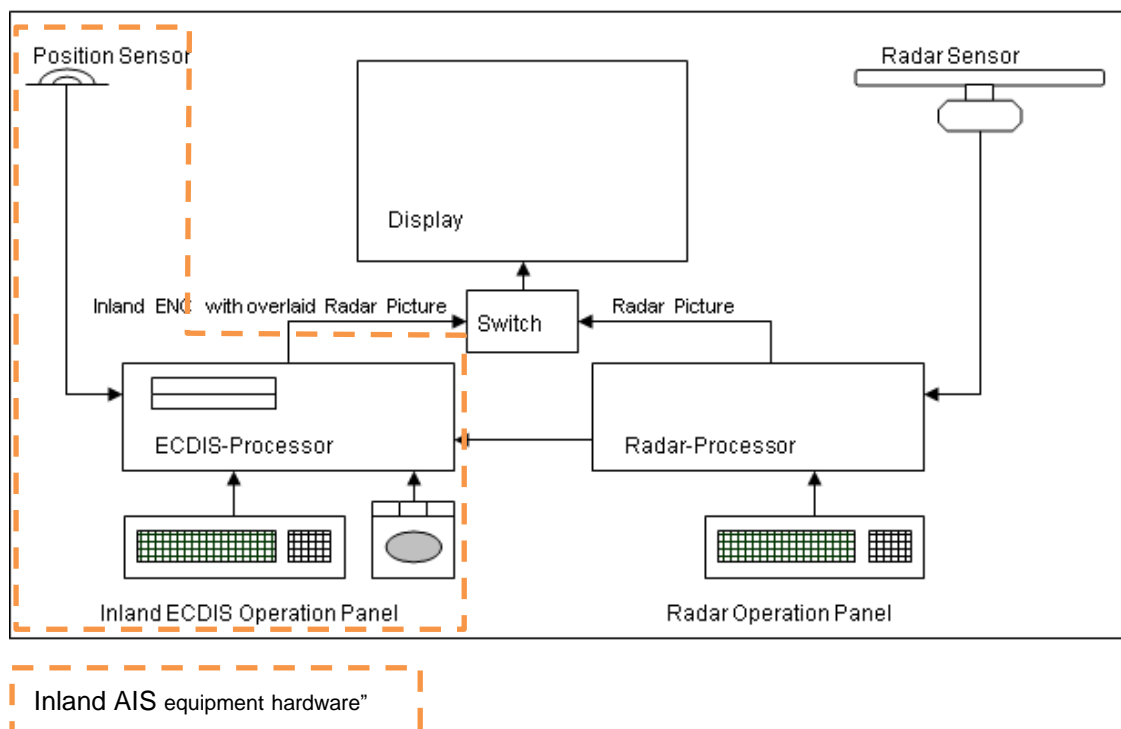 Position Sensor
Radar Sensor
Display
Inland ENC with overlaid Radar Picture
Switch
Radar Picture
ECDIS-Processor
Radar-Processor
Inland ECDIS Operation Panel
Radar Operation Panel
Inland AIS equipment hardware”